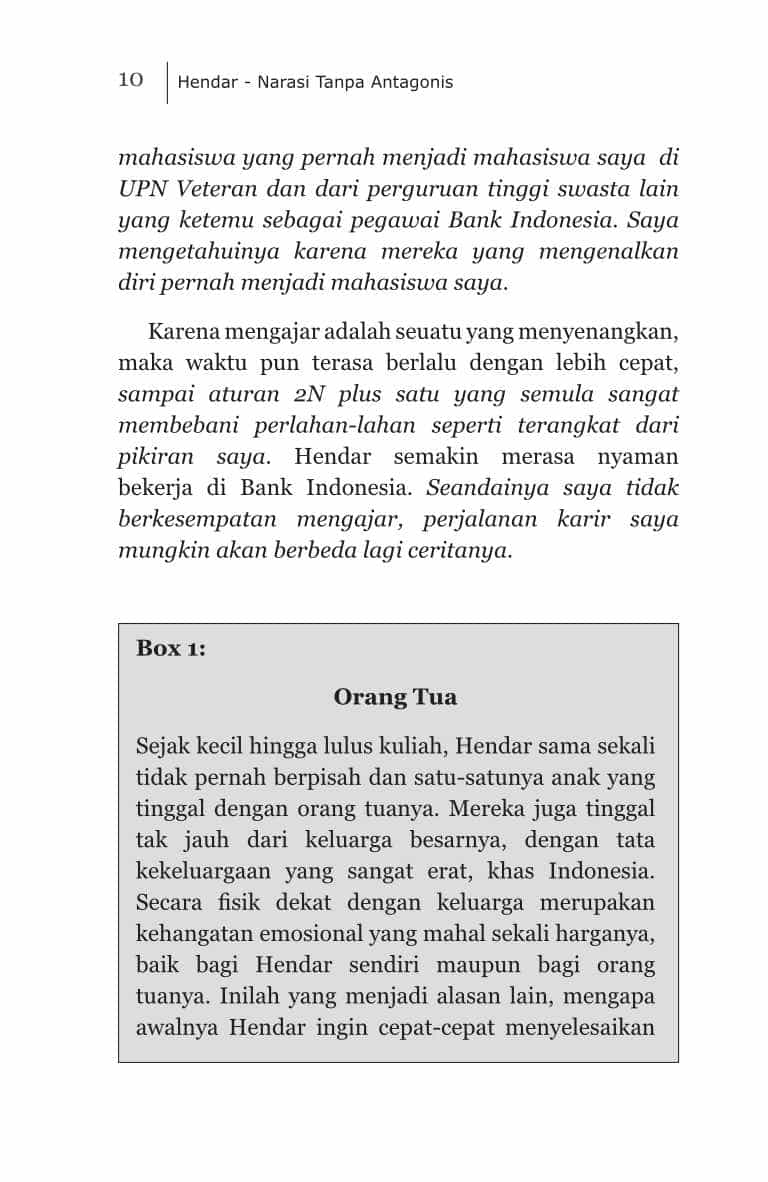 10
Hendar - Narasi Tanpa Antagonis
mahasiswa yang pernah menjadi mahasiswa saya di
UPN Veteran dan dari perguruan tinggi swasta lain
yang ketemu sebagai pegawai Bank Indonesia. Saya
mengetahuinya karena mereka yang mengenalkan
diri pernah menjadi mahasiswa saya.
Karena mengajar adalah seuatu yang menyenangkan,
maka waktu pun terasa berlalu dengan lebih cepat,
sampai aturan 2N plus satu yang semula sangat
membebani perlahan-lahan seperti terangkat dari
pikiran saya. Hendar semakin merasa nyaman
bekerja di Bank Indonesia. Seandainya saya tidak
berkesempatan mengajar, perjalanan karir saya
mungkin akan berbeda lagi ceritanya.
Box 1:
Orang Tua
Sejak kecil hingga lulus kuliah, Hendar sama sekali
tidak pernah berpisah dan satu-satunya anak yang
tinggal dengan orang tuanya. Mereka juga tinggal
tak jauh dari keluarga besarnya, dengan tata
kekeluargaan yang sangat erat, khas Indonesia.
Secara fisik dekat dengan keluarga merupakan
kehangatan emosional yang mahal sekali harganya,
baik bagi Hendar sendiri maupun bagi orang
tuanya. Inilah yang menjadi alasan lain, mengapa
awalnya Hendar ingin cepat-cepat menyelesaikan